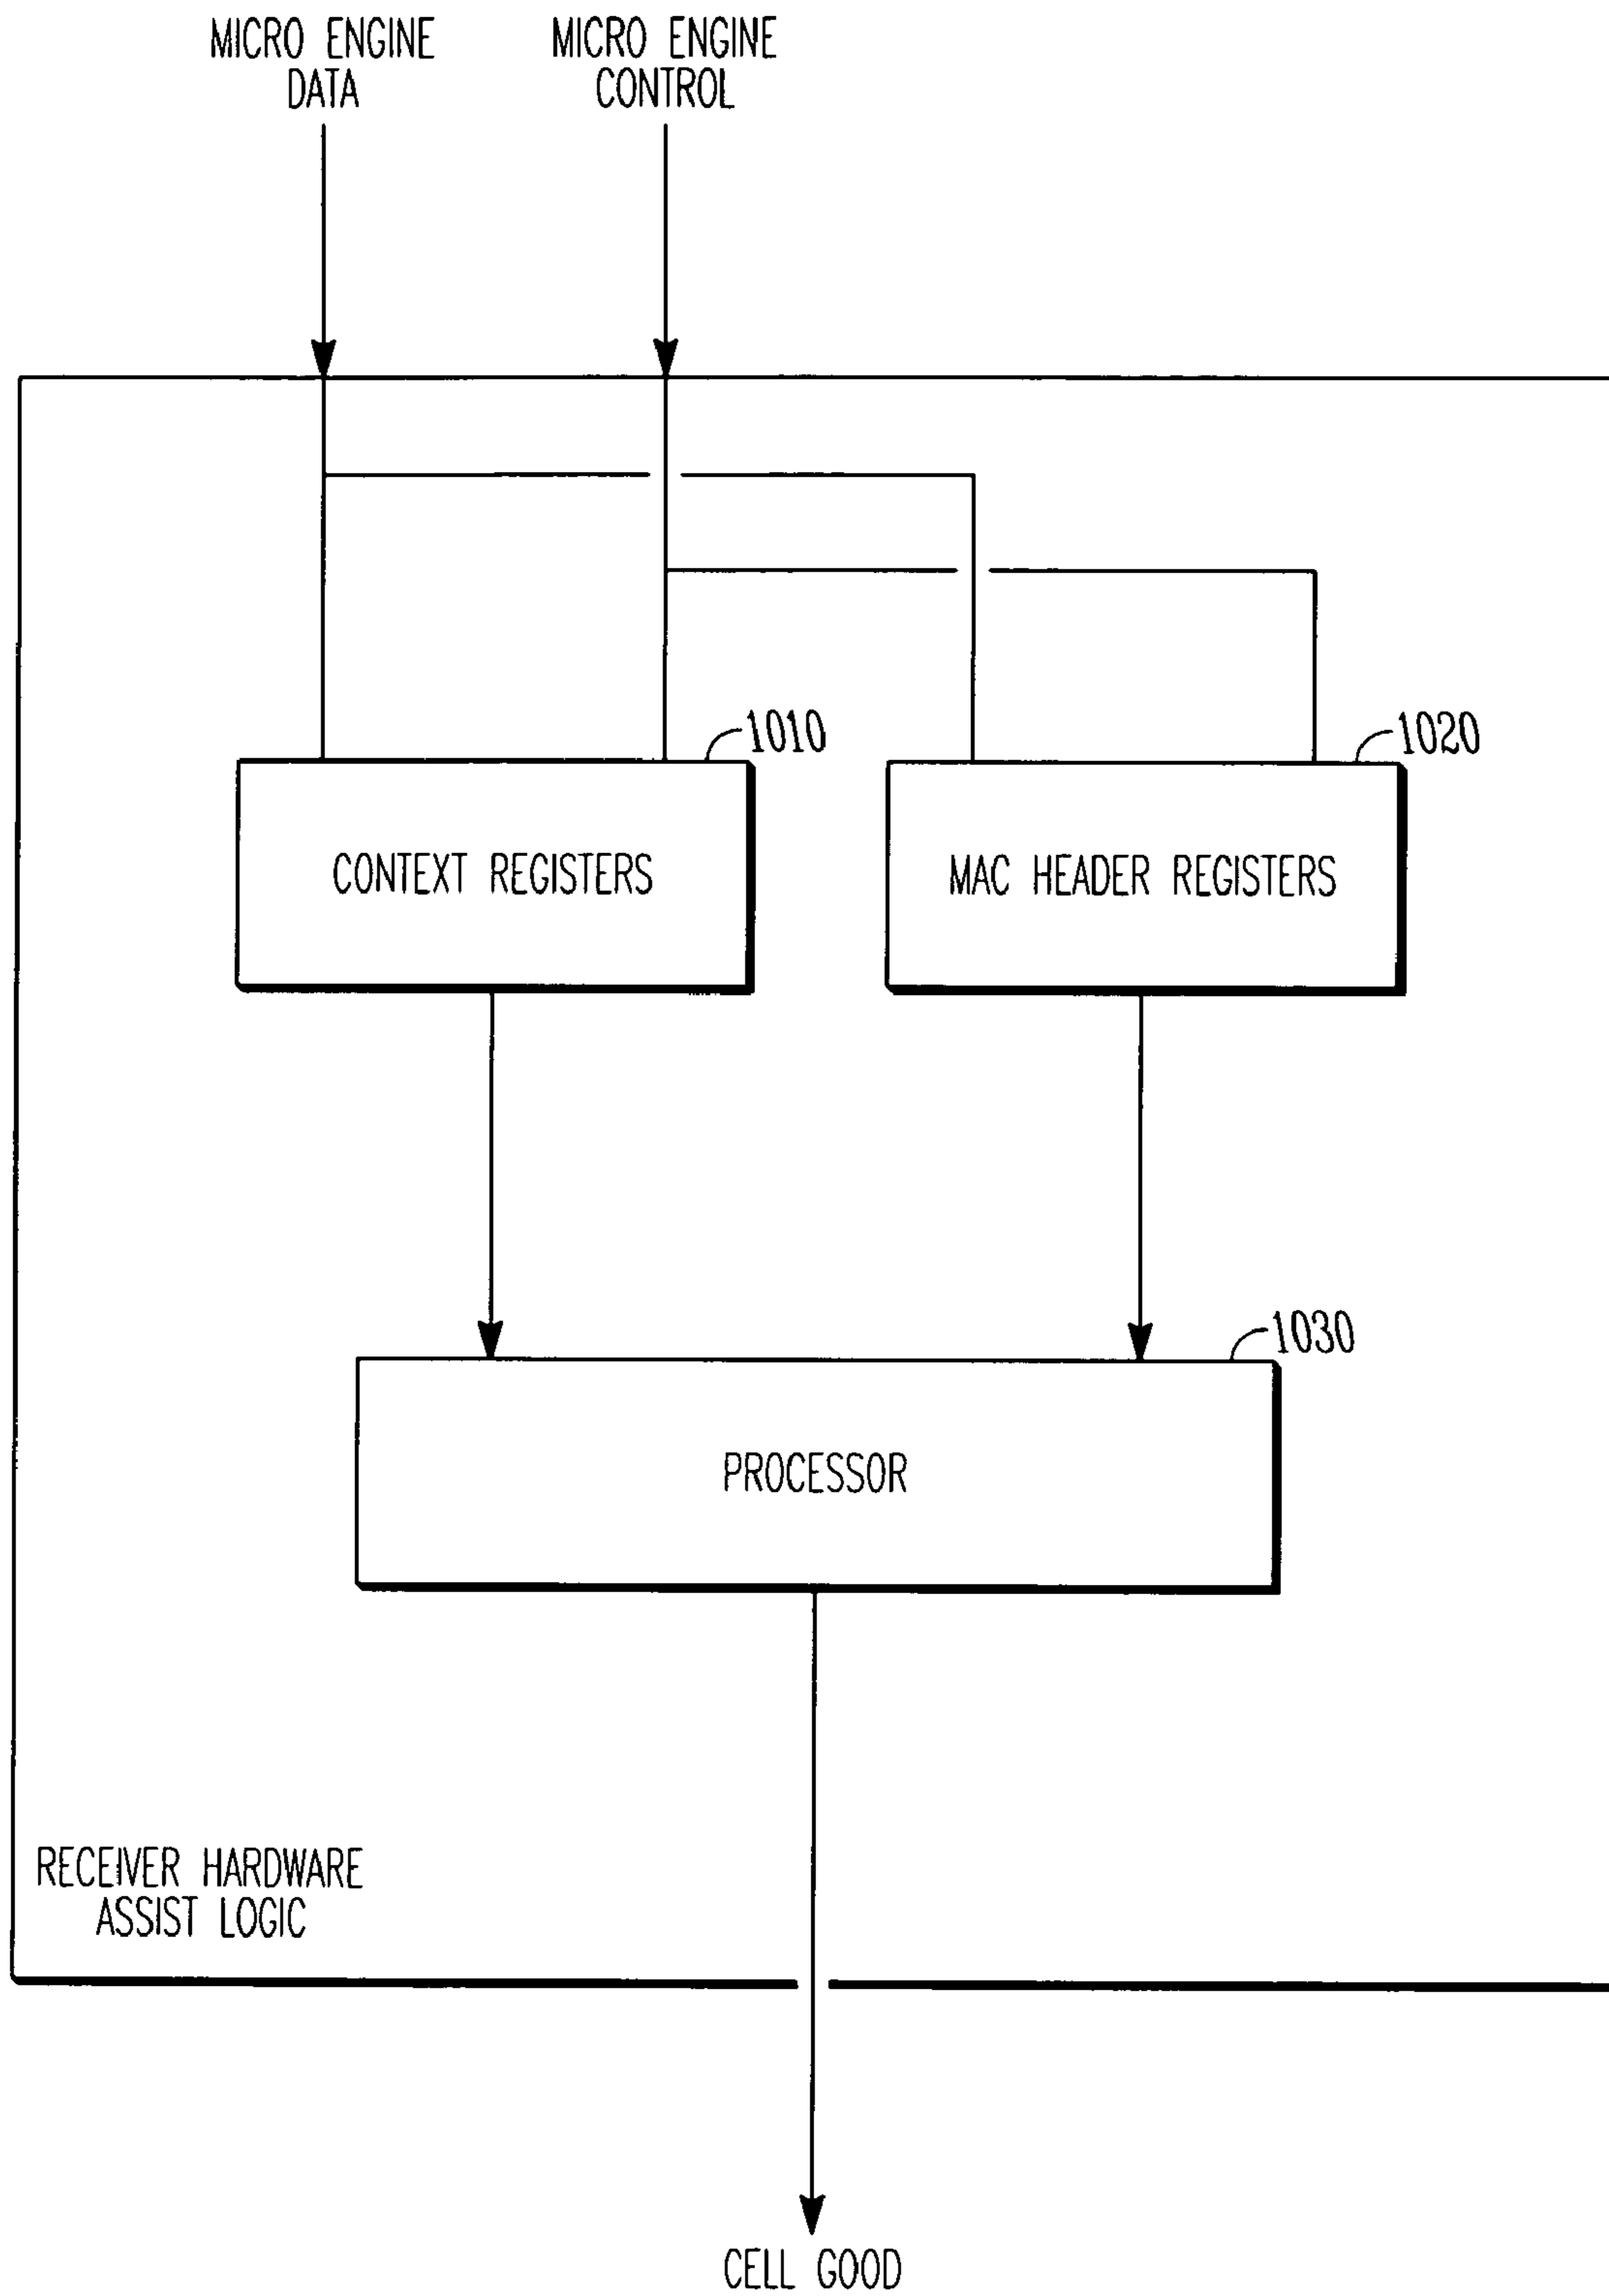 MICRO ENGINE
DATA
MICRO ENGINE
CONTROL
1010
1020
CONTEXT REGISTERS
MAC HEADER REGISTERS
1030
PROCESSOR
RECEIVER HARDWARE
ASSIST LOGIC
CELL GOOD